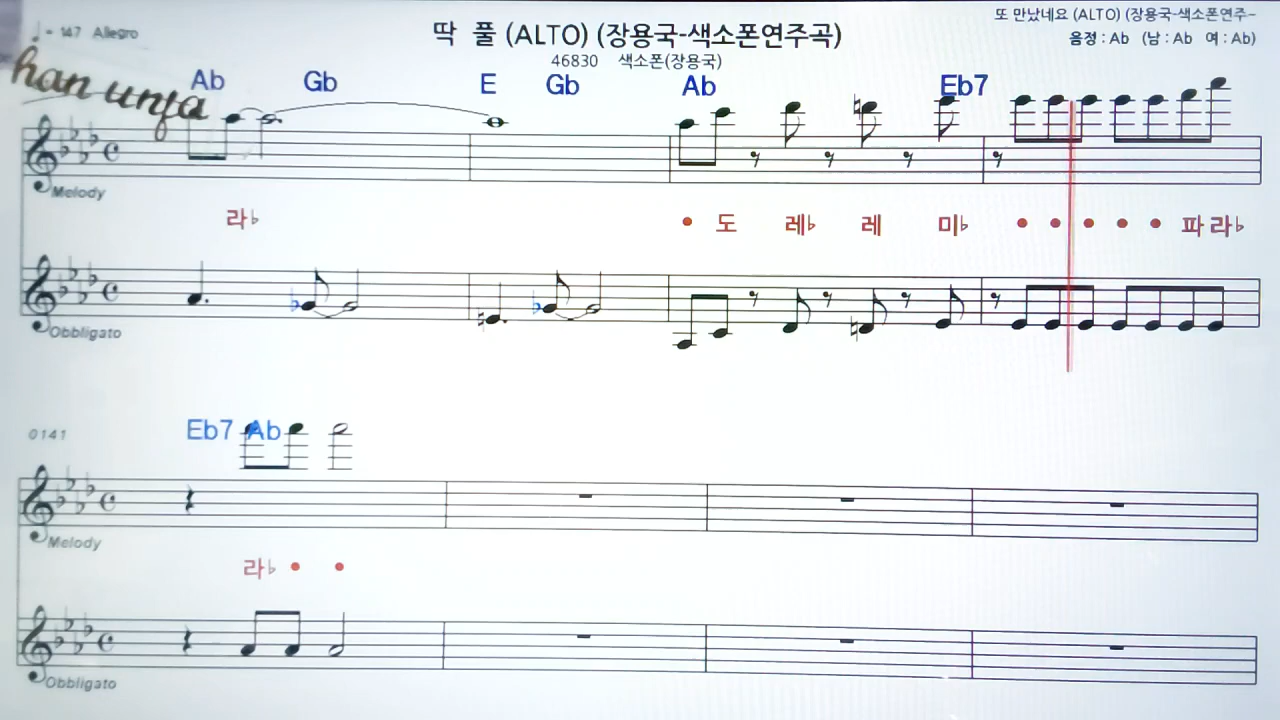 또 만났네요 (ALTO) (장용국-색소폰연주-
♩= 147 Allegro
딱 풀 (ALTO) (장용국-색소폰연주곡)
음정 : Ab (남 : Ab 여 : Ab)
46830 색소폰(장용국)
han unja
Ab Gb E Gb Ab Eb7
Melody
라♭ • 도 레♭ 레 미♭ • • • • • 파 라♭
Obbligato
0141 Eb7 Ab
Melody
라♭ • •
Obbligato